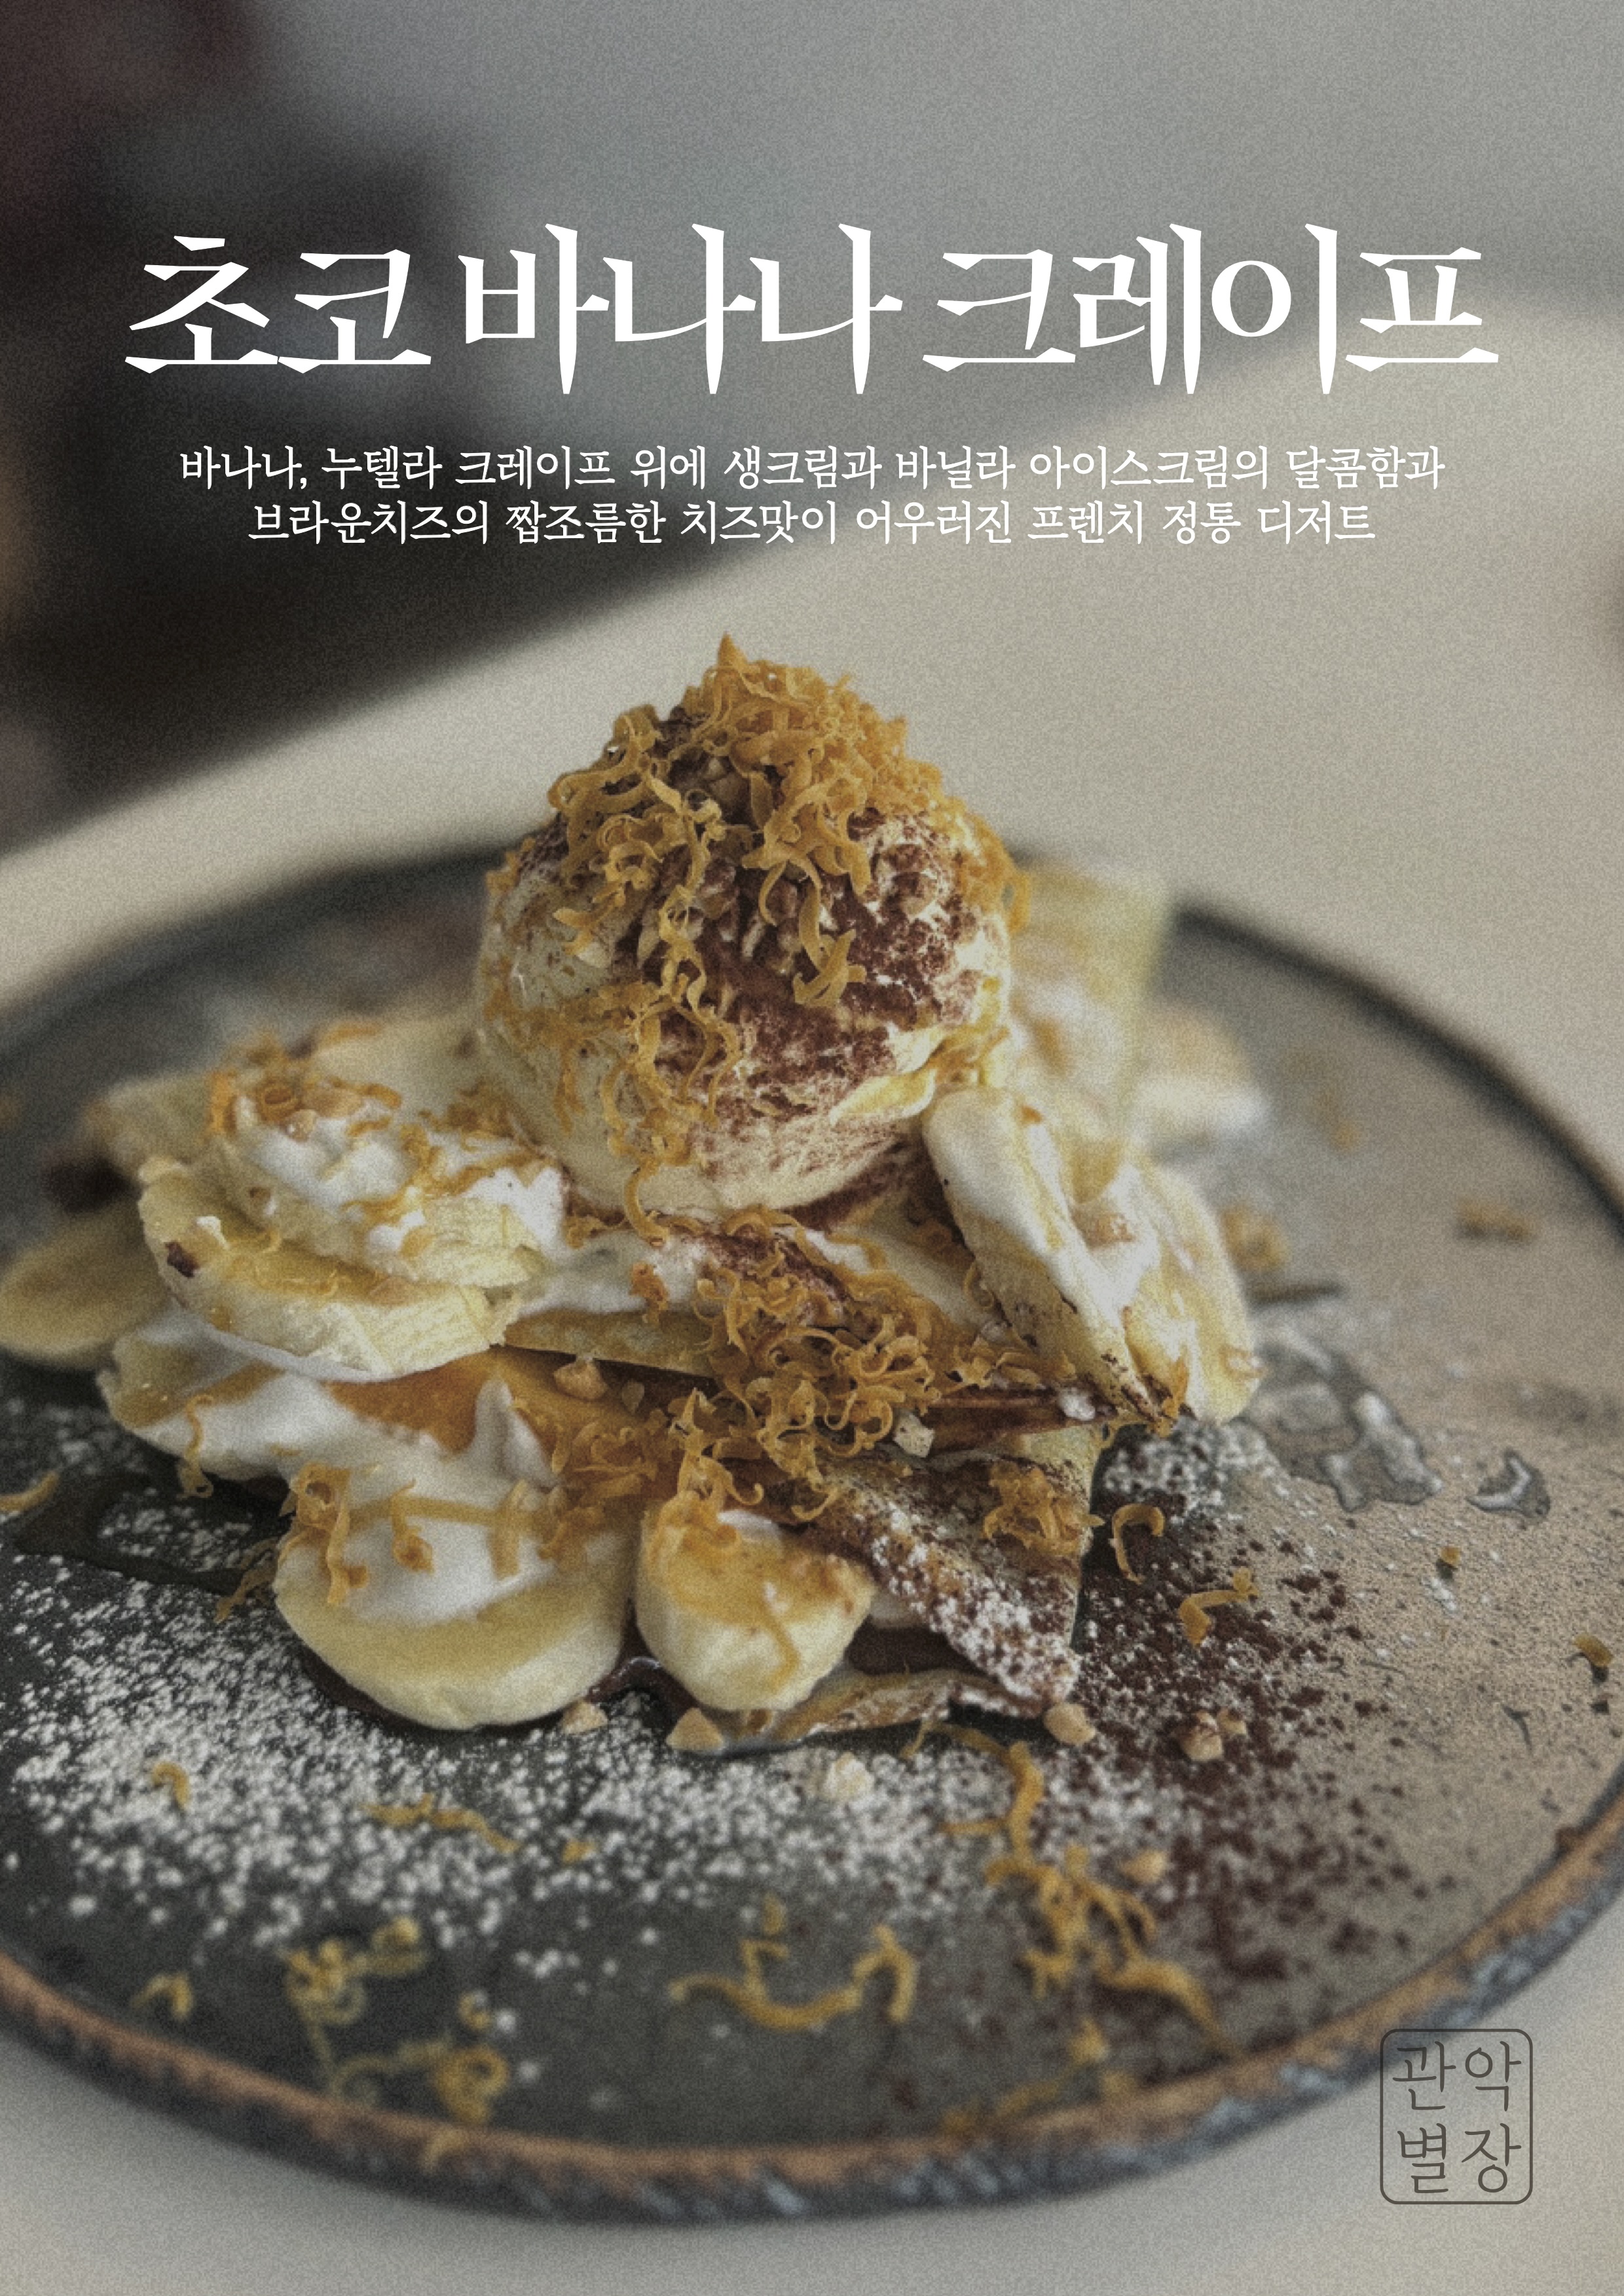 초코 바나나 크레이프
바나나, 누텔라 크레이프 위에 생크림과 바닐라 아이스크림의 달콤함과
브라운치즈의 짭조름한 치즈맛이 어우러진 프렌치 정통 디저트
관악
별장